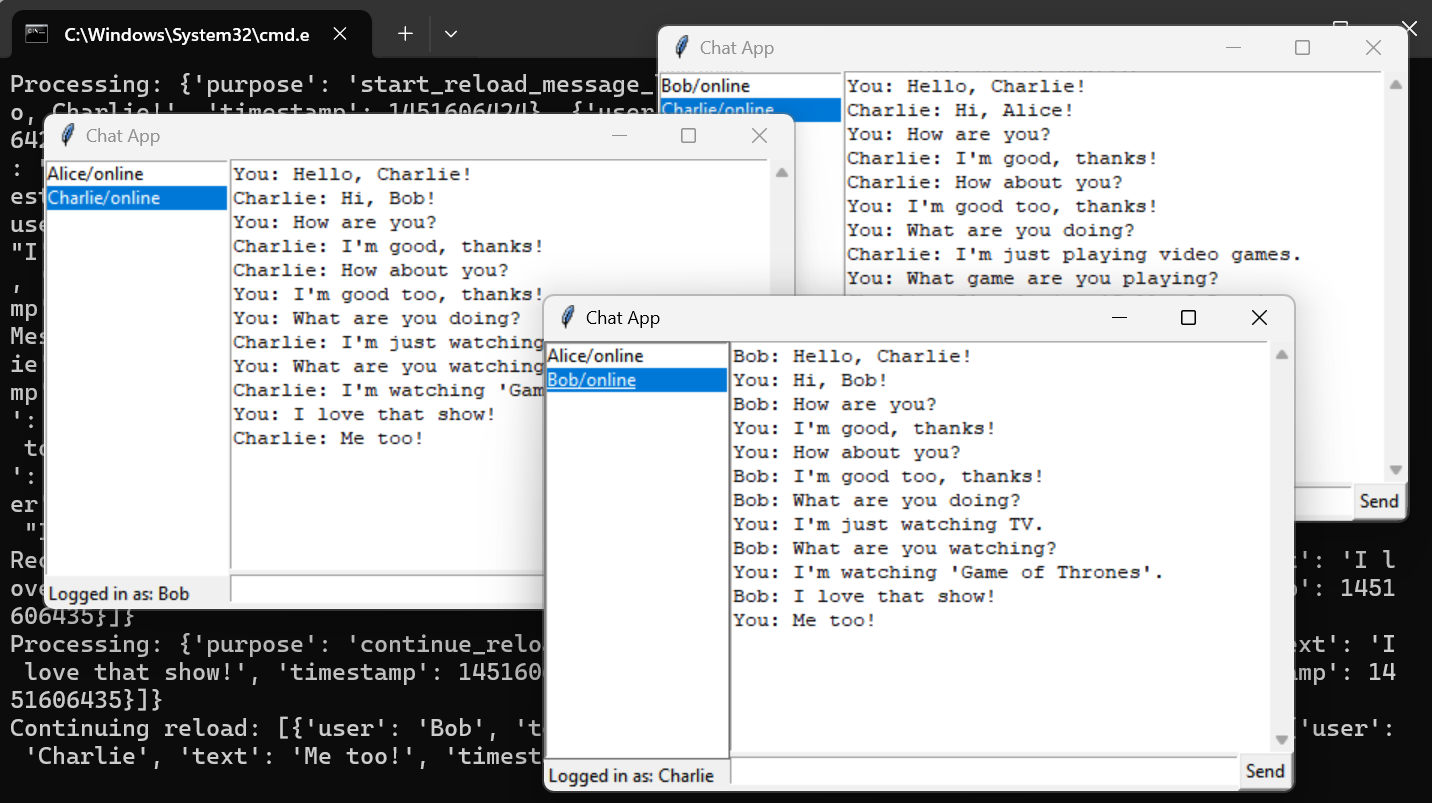 C:\Windows\System32\cmd.e
Processing: {'purpose': 'start_reload_message_
o, Charlie!', 'timestamp': 1451606424}, {'user
642
: '
est
use
"I'
,
mp'
Mes
ie'
mp'
':
to
':
er'
"I
Rec
ove
606435}]}
Processing: {'purpose': 'continue_relo
love that show!', 'timestamp': 145160
51606435}]}
Continuing reload: [{'user': 'Bob', 't
'Charlie', 'text': 'Me too!', 'timest
': 'I l
': 1451
ext': 'I
amp': 14
{'user':
Chat App
Bob/online
Charlie/online
You: Hello, Charlie!
Charlie: Hi, Alice!
You: How are you?
Charlie: I'm good, thanks!
Charlie: How about you?
You: I'm good too, thanks!
You: What are you doing?
Charlie: I'm just playing video games.
You: What game are you playing?
Send
Chat App
Alice/online
Charlie/online
You: Hello, Charlie!
Charlie: Hi, Bob!
You: How are you?
Charlie: I'm good, thanks!
Charlie: How about you?
You: I'm good too, thanks!
You: What are you doing?
Charlie: I'm just watching
You: What are you watching
Charlie: I'm watching 'Gam
You: I love that show!
Charlie: Me too!
Logged in as: Bob
Chat App
Alice/online
Bob/online
Bob: Hello, Charlie!
You: Hi, Bob!
Bob: How are you?
You: I'm good, thanks!
You: How about you?
Bob: I'm good too, thanks!
Bob: What are you doing?
You: I'm just watching TV.
Bob: What are you watching?
You: I'm watching 'Game of Thrones'.
Bob: I love that show!
You: Me too!
Logged in as: Charlie
Send